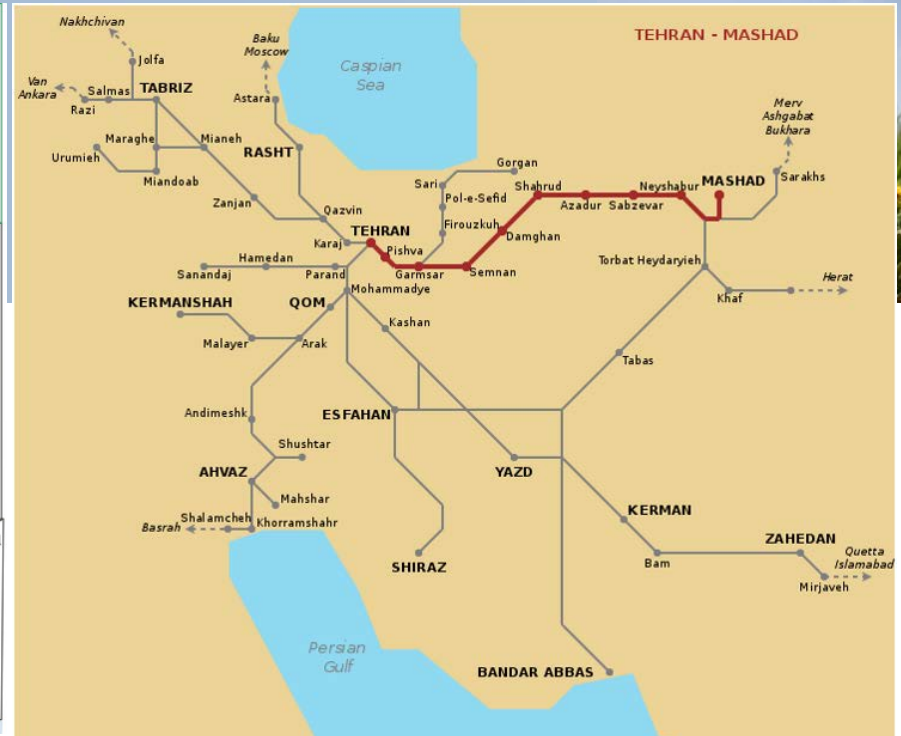 TEHRAN - MASHAD
Nakhchivan
Jolfa
Van
Ankara
Salmas
Razi
TABRIZ
Baku
Moscow
Astara
Caspian
Sea
Maraghe
Mianeh
Urumieh
Miandoab
RASHT
Zanjan
Qazvin
Karaj
TEHRAN
Pishva
Garmsar
Semnan
Gorgan
Sari
Pol-e-Sefid
Firouzkuh
Damghan
Shahrud
Azadur
Sabzevar
Neyshabur
MASHAD
Merv
Ashgabat
Bukhara
Sarakhs
Torbat Heydaryieh
Herat
Khaf
Hamedan
Sanandaj
Parand
Mohammadye
KERMANSHAH
QOM
Kashan
Malayer
Arak
Tabas
Andimeshk
ESFAHAN
Shushtar
AHVAZ
Mahshar
YAZD
Shalamcheh
Basrah
Khorramshahr
KERMAN
SHIRAZ
Bam
ZAHEDAN
Quetta
Islamabad
Mirjaveh
Persian
Gulf
BANDAR ABBAS